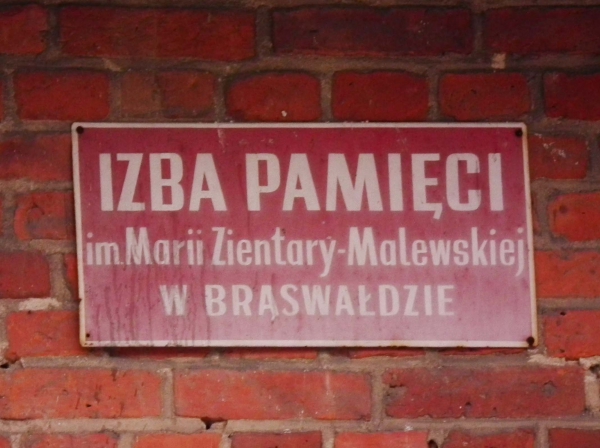 IZBA PAMIĘCI
im. Marii Zientary-Malewskiej
W BRĄSWAŁDZIE